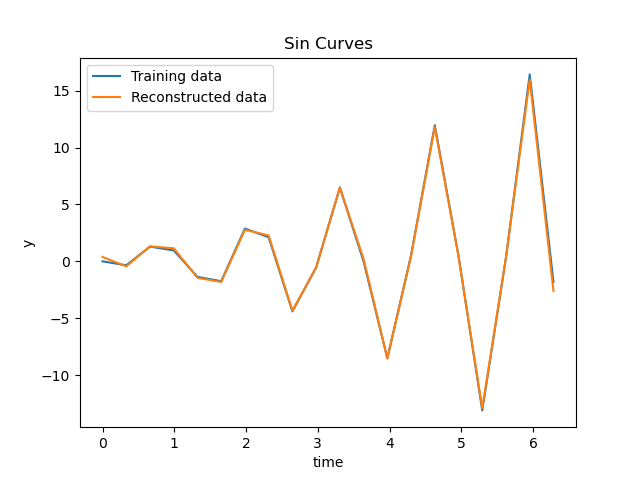 Sin Curves
Training data
Reconstructed data
15
10
5
0
−5
−10
y
0 1 2 3 4 5 6
time